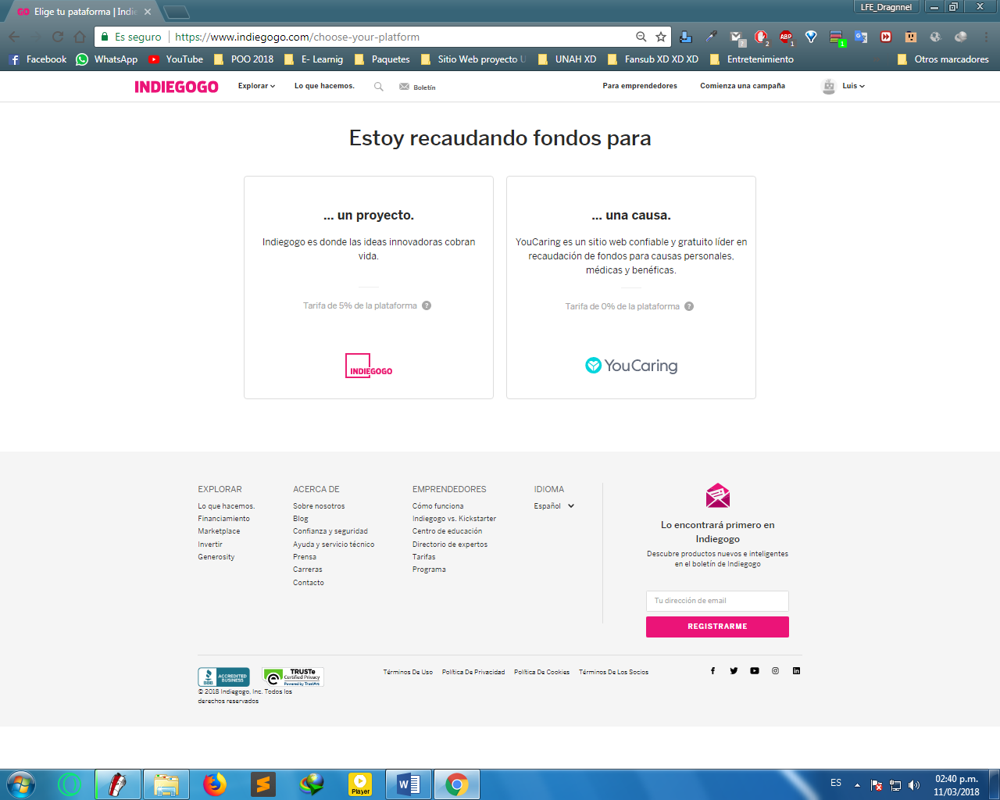 GO Elige tu pataforma | Indie
LFE_Dragnnel
Es seguro
https://www.indiegogo.com/choose-your-platform
Facebook
WhatsApp
YouTube
POO 2018
E- Learnig
Paquetes
Sitio Web proyecto U
UNAH XD
Fansub XD XD XD
Entretenimiento
Otros marcadores
INDIEGOGO
Explorar
Lo que hacemos.
Boletín
Para emprendedores
Comienza una campaña
Luis
Estoy recaudando fondos para
... un proyecto.
Indiegogo es donde las ideas innovadoras cobran
vida.
Tarifa de 5% de la plataforma ?
INDIEGOGO
... una causa.
YouCaring es un sitio web confiable y gratuito líder en
recaudación de fondos para causas personales,
médicas y benéficas.
Tarifa de 0% de la plataforma ?
YouCaring
EXPLORAR
Lo que hacemos.
Financiamiento
Marketplace
Invertir
Generosity
ACERCA DE
Sobre nosotros
Blog
Confianza y seguridad
Ayuda y servicio técnico
Prensa
Carreras
Contacto
EMPRENDEDORES
Cómo funciona
Indiegogo vs. Kickstarter
Centro de educación
Directorio de expertos
Tarifas
Programa
IDIOMA
Español
Lo encontrará primero en
Indiegogo
Descubre productos nuevos e inteligentes
en el boletín de Indiegogo
Tu dirección de email
REGISTRARME
BBB
ACCREDITED
BUSINESS
TRUSTe
Certified Privacy
Powered by TrustArc
© 2018 Indiegogo, Inc. Todos los
derechos reservados
Términos De Uso
Política De Privacidad
Política De Cookies
Términos De Los Socios
Player
ES
02:40 p.m.
11/03/2018